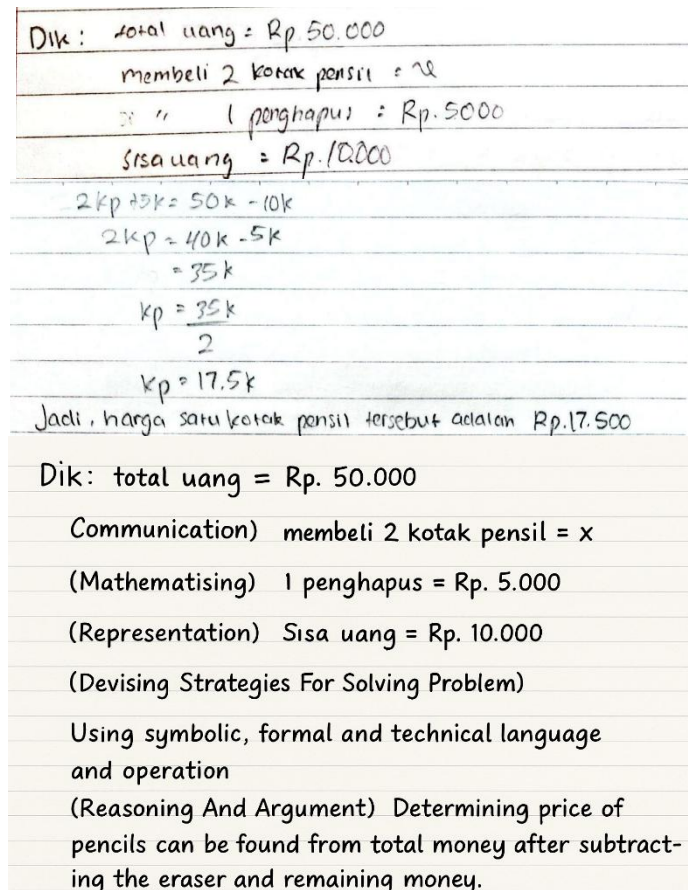 Dik : total uang = Rp. 50.000
membeli 2 kotak pensil = x
" 1 penghapus : Rp. 5000
sisa uang = Rp. 10.000
2kp + 5k = 50k - 10k
2kp = 40k - 5k
= 35k
kp = 35k
2
kp = 17.5k
Jadi, harga satu kotak pensil tersebut adalah Rp.17.500
Dik: total uang = Rp. 50.000
Communication) membeli 2 kotak pensil = x
(Mathematising) 1 penghapus = Rp. 5.000
(Representation) Sisa uang = Rp. 10.000
(Devising Strategies For Solving Problem)
Using symbolic, formal and technical language
and operation
(Reasoning And Argument) Determining price of
pencils can be found from total money after subtract-
ing the eraser and remaining money.